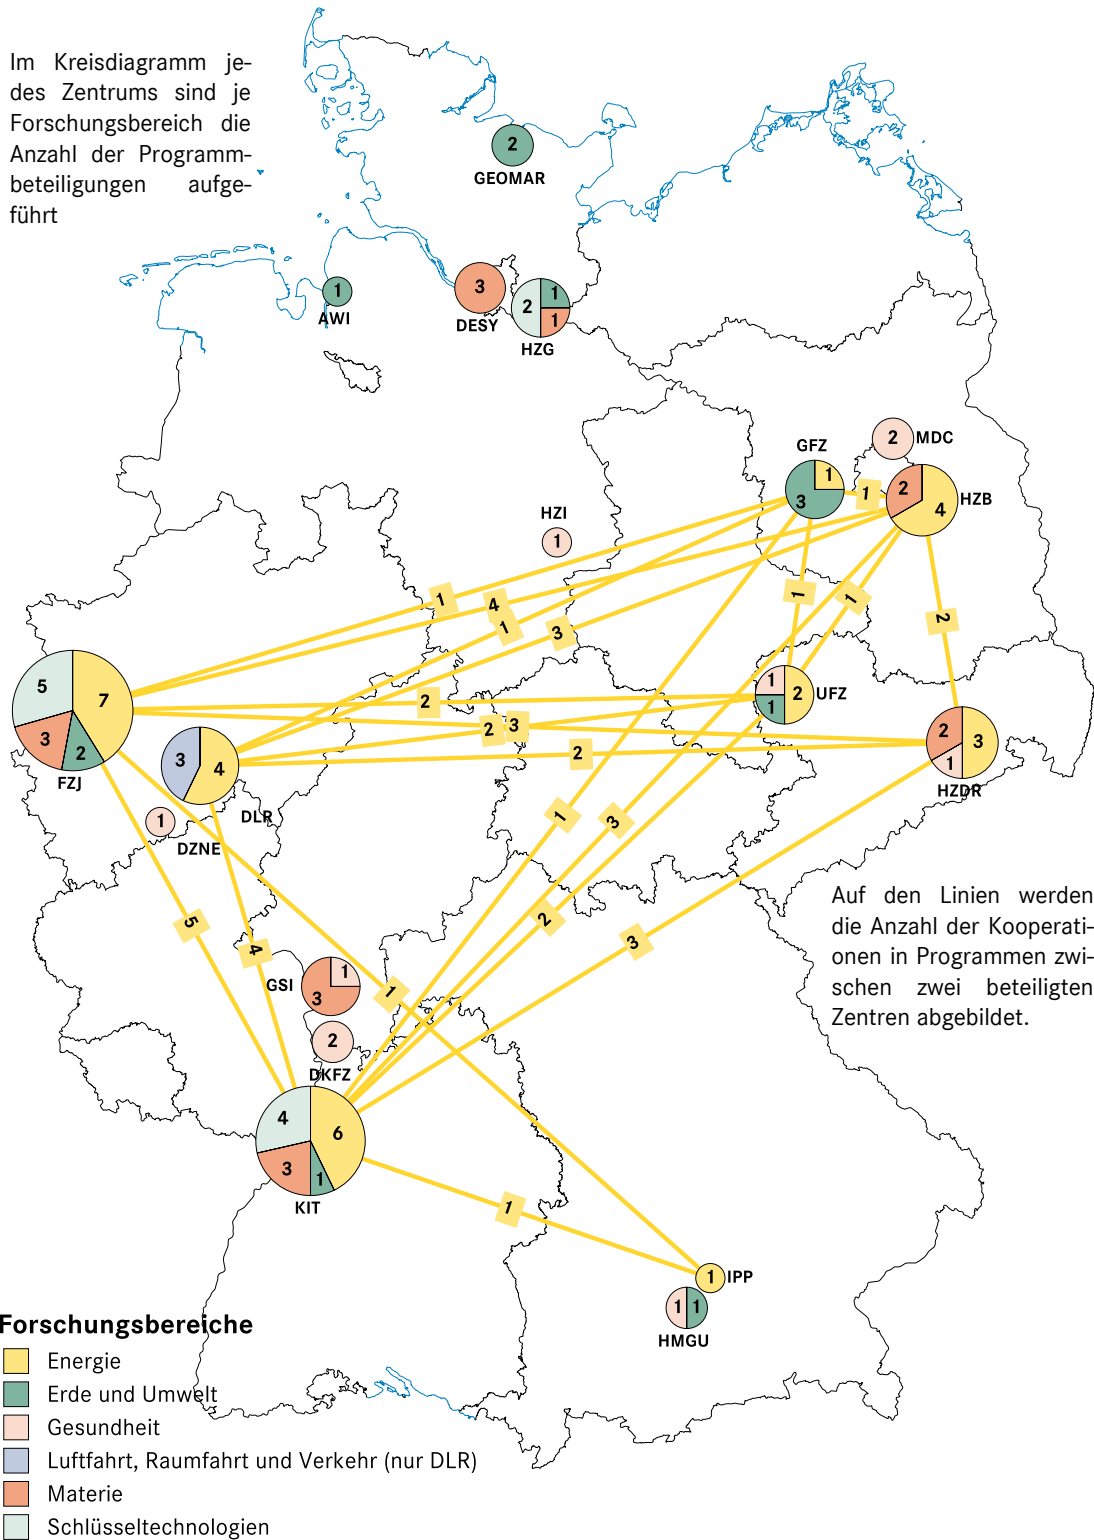 Im Kreisdiagramm je-
des Zentrums sind je
Forschungsbereich die
Anzahl der Programm-
beteiligungen aufge-
führt
2
GEOMAR
1
AWI
3
DESY
2
1
1
HZG
2
MDC
GFZ
1
3
1
2
4
HZB
HZI
1
1
4
1
3
1
1
2
5
7
3
2
FZJ
2
2
3
2
1
2
1
UFZ
2
3
1
HZDR
3
4
DLR
1
DZNE
1
3
2
3
5
4
1
Auf den Linien werden
die Anzahl der Kooperati-
onen in Programmen zwi-
schen zwei beteiligten
Zentren abgebildet.
GSI
1
3
2
DKFZ
4
6
3
1
KIT
1
1
IPP
1
1
HMGU
Forschungsbereiche
Energie
Erde und Umwelt
Gesundheit
Luftfahrt, Raumfahrt und Verkehr (nur DLR)
Materie
Schlüsseltechnologien